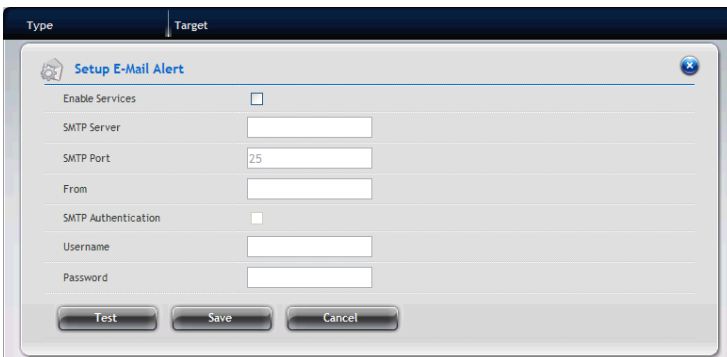 Type Target
Setup E-Mail Alert
Enable Services
SMTP Server
SMTP Port 25
From
SMTP Authentication
Username
Password
Test Save Cancel